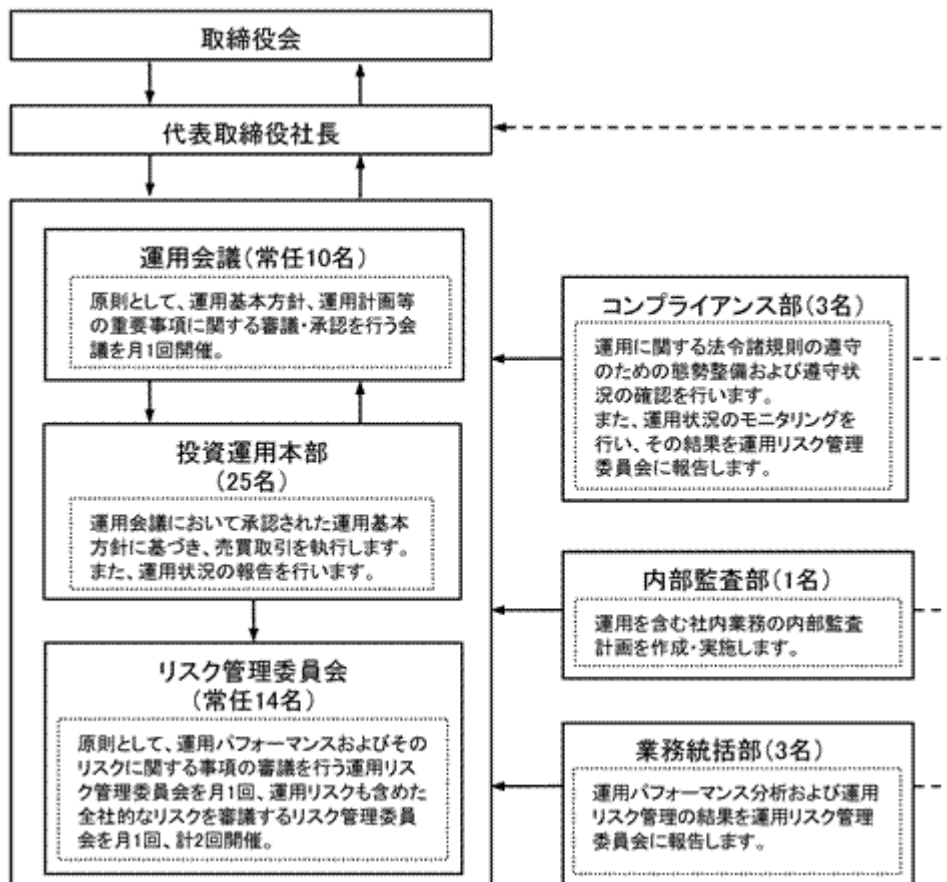 取締役会
代表取締役社長
運用会議(常任10名)
原則として、運用基本方針、運用計画等
の重要事項に関する審議・承認を行う会
議を月1回開催。
投資運用本部
(25名)
運用会議において承認された運用基本
方針に基づき、売買取引を執行します。
また、運用状況の報告を行います。
リスク管理委員会
(常任14名)
原則として、運用パフォーマンスおよびその
リスクに関する事項の審議を行う運用リス
ク管理委員会を月1回、運用リスクも含めた
全社的なリスクを審議するリスク管理委員
会を月1回、計2回開催。
コンプライアンス部(3名)
運用に関する法令諸規則の遵守
のための態勢整備および遵守状
況の確認を行います。
また、運用状況のモニタリングを
行い、その結果を運用リスク管理
委員会に報告します。
内部監査部(1名)
運用を含む社内業務の内部監査
計画を作成・実施します。
業務統括部(3名)
運用パフォーマンス分析および運用
リスク管理の結果を運用リスク管理
委員会に報告します。